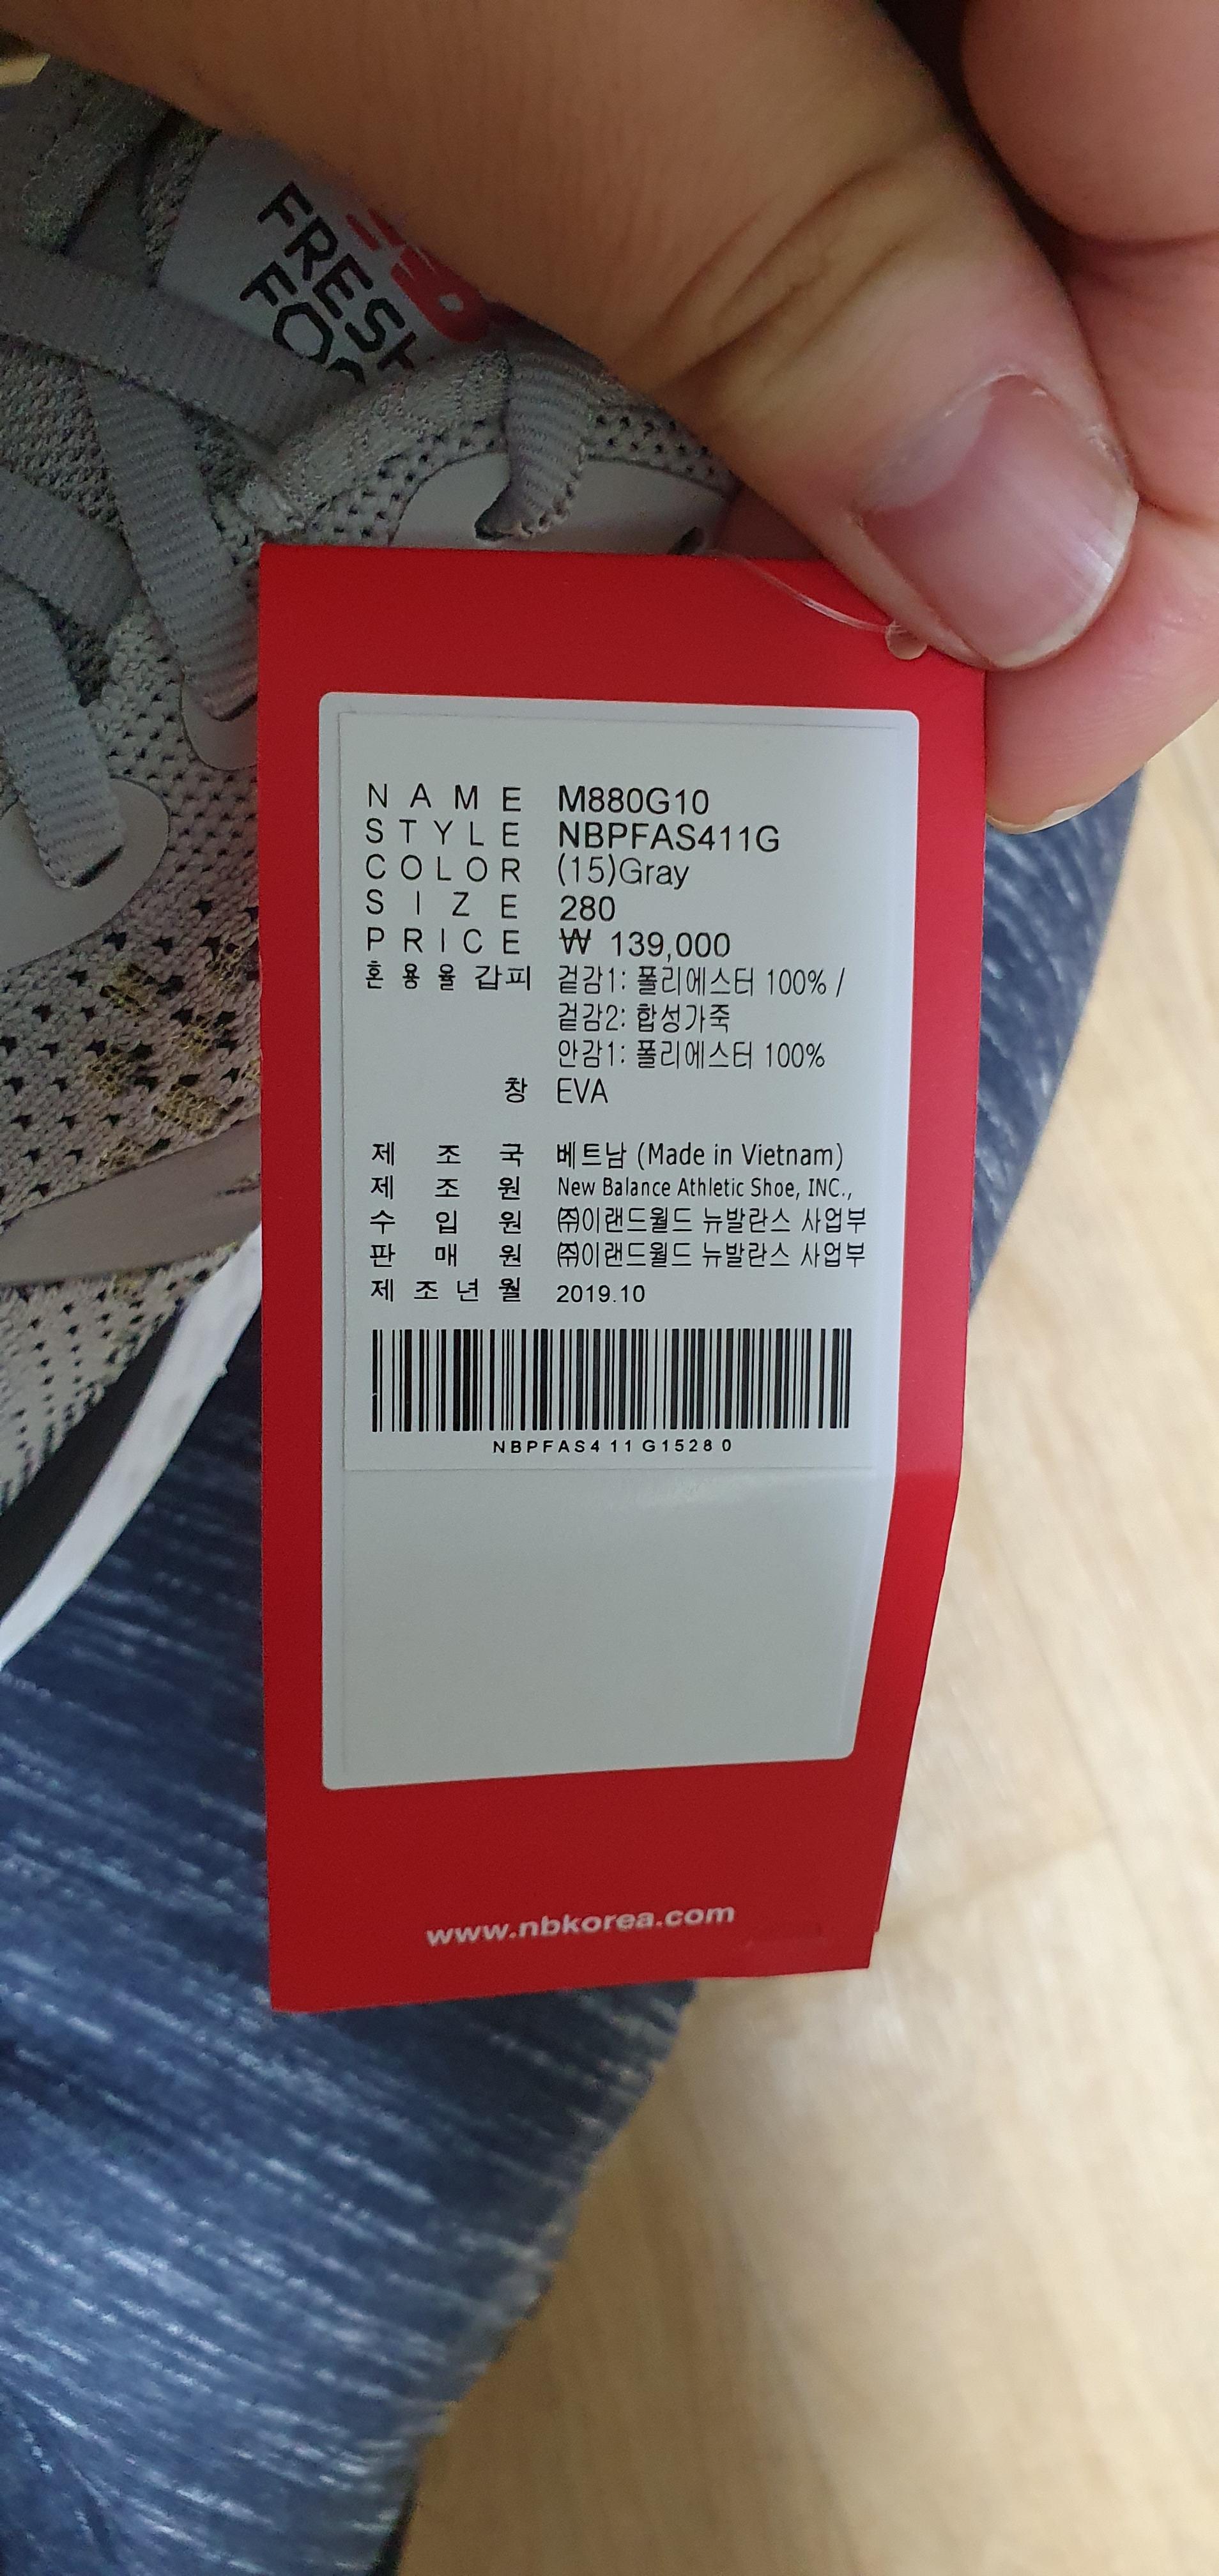 FRESH
NAME M880G10
STYLE NBPFAS411G
COLOR (15)Gray
SIZE 280
PRICE ₩ 139,000
혼용율 갑피 겉감1: 폴리에스터 100% /
겉감2: 합성가죽
안감1: 폴리에스터 100%
창 EVA
제조국 베트남 (Made in Vietnam)
제조원 New Balance Athletic Shoe, INC.,
수입원 ㈜이랜드월드 뉴발란스 사업부
판매원 ㈜이랜드월드 뉴발란스 사업부
제조년월 2019.10
NBPFAS411G15280
www.nbkorea.com